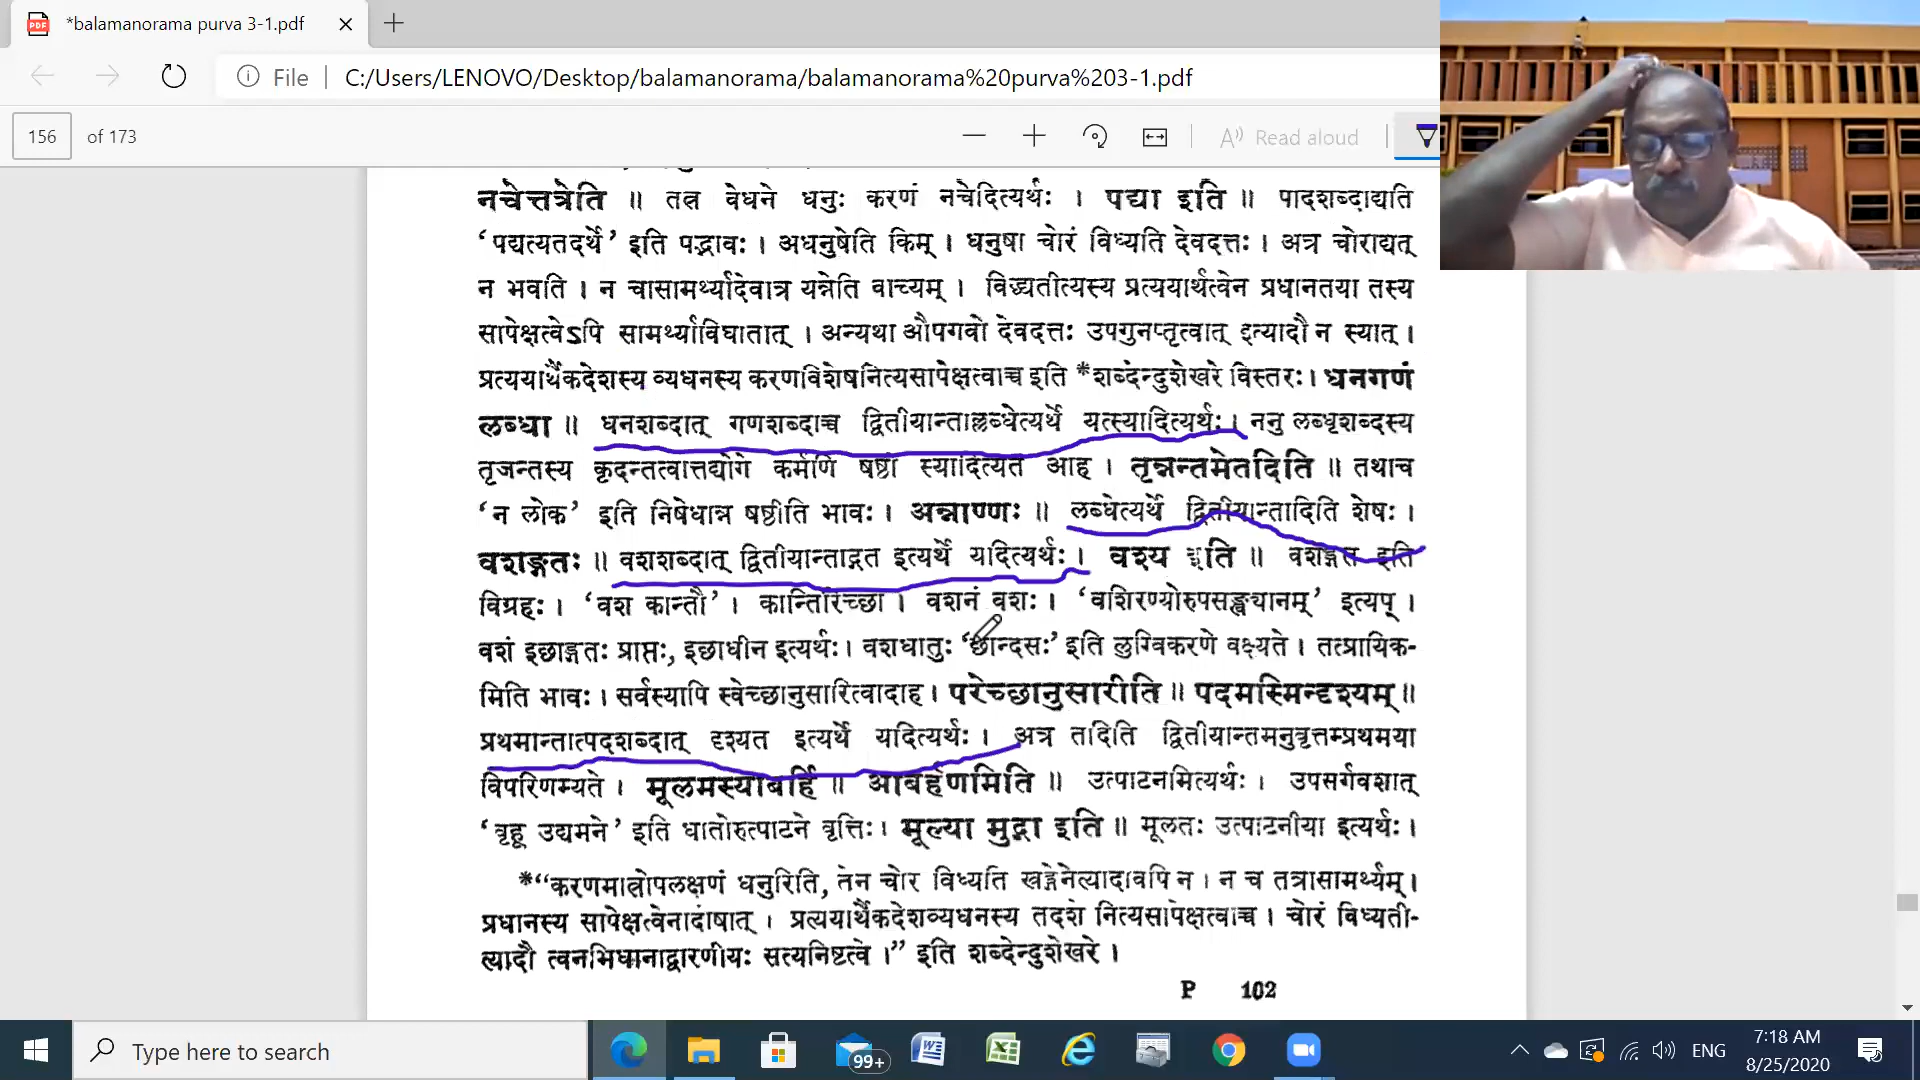 *balamanorama purva 3-1.pdf
File | C:/Users/LENOVO/Desktop/balamanorama/balamanorama%20purva%203-1.pdf
156 of 173
Read aloud
नचेत्तत्रेति ॥ तत्र वेधने धनुः करणं नचेदित्यर्थः । पद्या इति ॥ पादशब्दाद्यति
‘पद्यत्यतदर्थे’ इति पद्भावः । अधनुषेति किम् । धनुषा चोरं विध्यति देवदत्तः । अत्र चोराद्यत्
न भवति । न चासामर्थ्यादेवात्र यन्नेति वाच्यम् । विद्ध्यतीत्यस्य प्रत्ययार्थत्वेन प्रधानतया तस्य
सापेक्षत्वेऽपि सामर्थ्याविघातात् । अन्यथा औपगवो देवदत्तः उपगुनप्तृत्वात् इत्यादौ न स्यात् ।
प्रत्ययार्थैकदेशस्य व्यधनस्य करणविशेषनित्यसापेक्षत्वाच्च इति *शब्देन्दुशेखरे विस्तरः । धनगणं
लब्धा ॥ धनशब्दात् गणशब्दाच्च द्वितीयान्ताल्लब्धेत्यर्थे यत्स्यादित्यर्थः । ननु लब्धृशब्दस्य
तृजन्तस्य कृदन्तत्वात्तद्योगे कर्मणि षष्ठी स्यादित्यत आह । तृन्नन्तमेतदिति ॥ तथाच
‘न लोक’ इति निषेधान्न षष्ठीति भावः । अन्नाण्णः ॥ लब्धेत्यर्थे द्वितीयान्तादिति शेषः ।
वशङ्गतः ॥ वशशब्दात् द्वितीयान्ताद्गत इत्यर्थे यदित्यर्थः । वश्य इति ॥ वशङ्गत इति
विग्रहः । ‘वश कान्तौ’ । कान्तिरिच्छा । वशनं वशः । ‘वशिरण्योरुपसङ्ख्यानम्’ इत्यप् ।
वशं इछाङ्गतः प्राप्तः, इछाधीन इत्यर्थः । वशधातुः ‘छान्दसः’ इति लुग्विकरणे वक्ष्यते । तत्प्रायिक-
मिति भावः । सर्वस्यापि स्वेच्छानुसारित्वादाह । परेच्छानुसारीति ॥ पदमस्मिन्दृश्यम् ॥
प्रथमान्तात्पदशब्दात् दृश्यत इत्यर्थे यदित्यर्थः । अत्र तदिति द्वितीयान्तमनुवृत्तम्प्रथमया
विपरिणम्यते । मूलमस्याबर्हि ॥ आबर्हणमिति ॥ उत्पाटनमित्यर्थः । उपसर्गवशात्
‘वृहू उद्यमने’ इति धातोरुत्पाटने वृत्तिः । मूल्या मुद्गा इति ॥ मूलतः उत्पाटनीया इत्यर्थः ।
*“करणमात्रोपलक्षणं धनुरिति, तेन चोर विध्यति खड्गेनेत्यादावपि न । न च तत्रासामर्थ्यम् ।
प्रधानस्य सापेक्षत्वेनादोषात् । प्रत्ययार्थैकदेशव्यधनस्य तदंशे नित्यसापेक्षत्वाच्च । चोरं विध्यती-
त्यादौ त्वनभिधानाद्वारणीयः सत्यनिष्टत्वे ।” इति शब्देन्दुशेखरे ।
P 102
Type here to search
99+
ENG
7:18 AM
8/25/2020